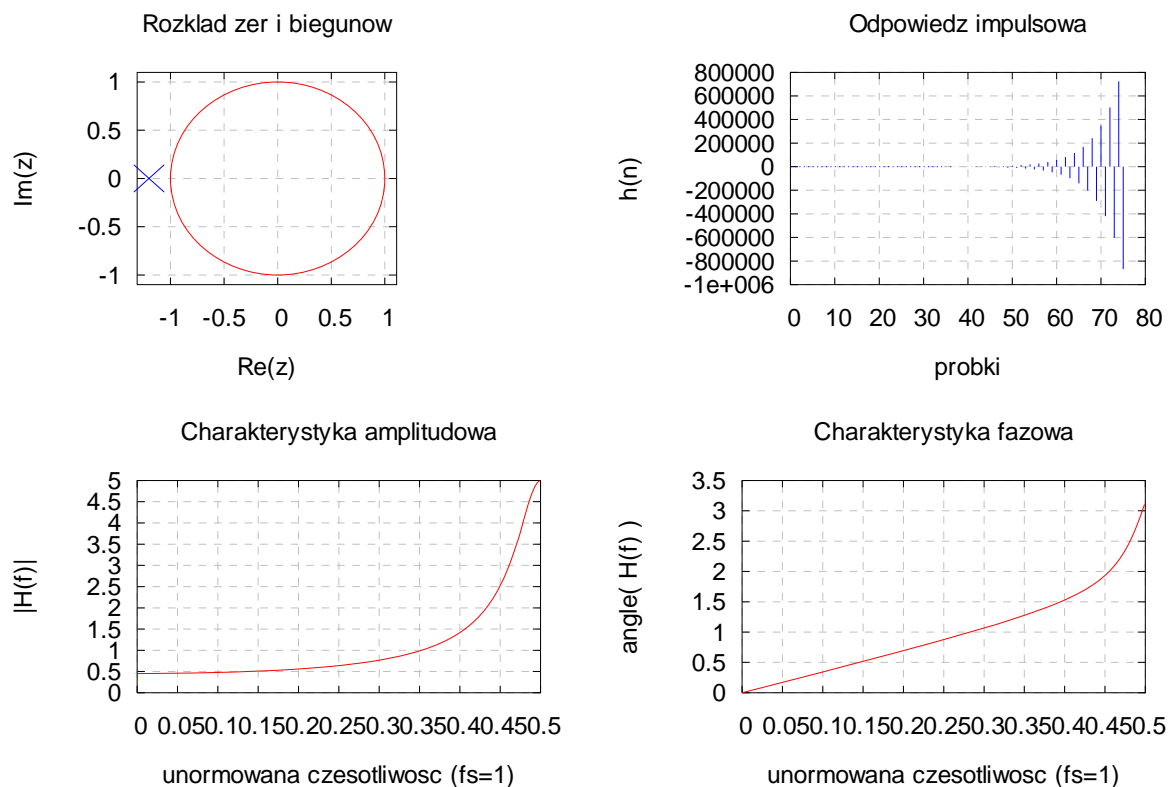 Rozklad zer i biegunow
1
0.5
0
-0.5
-1
Im(z)
-1 -0.5 0 0.5 1
Re(z)
Odpowiedz impulsowa
800000
600000
400000
200000
0
-200000
-400000
-600000
-800000
-1e+006
h(n)
0 10 20 30 40 50 60 70 80
probki
Charakterystyka amplitudowa
5
4.5
4
3.5
3
2.5
2
1.5
1
0.5
0
|H(f)|
0 0.050.10.150.20.250.30.350.40.450.5
unormowana czesotliwosc (fs=1)
Charakterystyka fazowa
3.5
3
2.5
2
1.5
1
0.5
0
angle( H(f) )
0 0.050.10.150.20.250.30.350.40.450.5
unormowana czesotliwosc (fs=1)